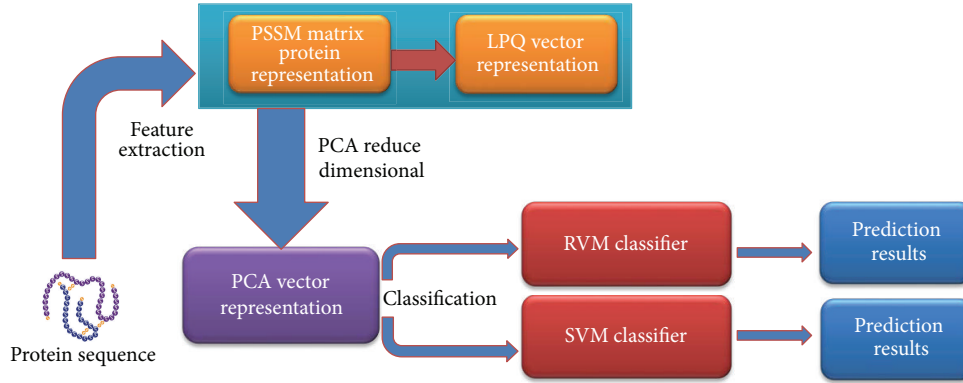 PSSM matrix
protein
representation
LPQ vector
representation
Feature
extraction
PCA reduce
dimensional
PCA vector
representation
Classification
RVM classifier
Prediction
results
SVM classifier
Prediction
results
Protein sequence